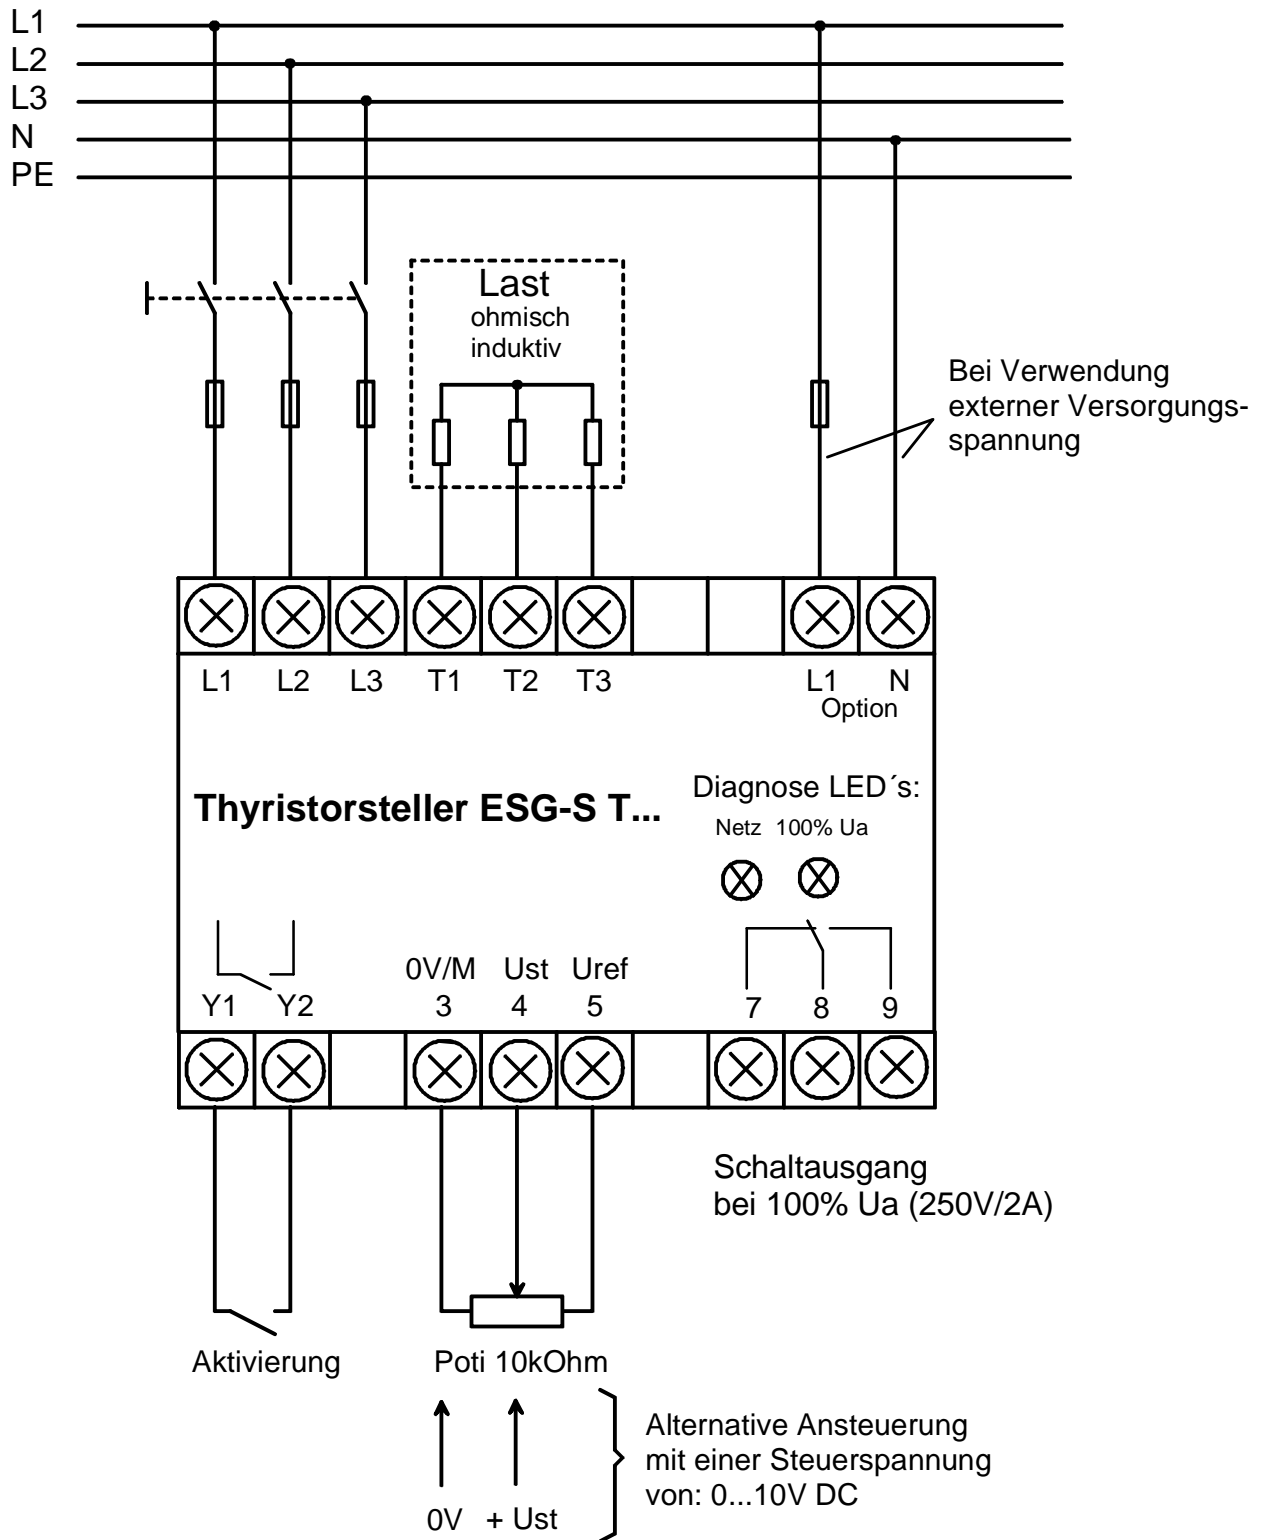 L1
L2
L3
N
PE
Last
ohmisch
induktiv
Bei Verwendung
externer Versorgungs-
spannung
L1 L2 L3 T1 T2 T3 L1 N
Option
Thyristorsteller ESG-S T...
Diagnose LED´s:
Netz 100% Ua
0V/M Ust Uref
Y1 Y2 3 4 5 7 8 9
Schaltausgang
bei 100% Ua (250V/2A)
Aktivierung
Poti 10kOhm
Alternative Ansteuerung
mit einer Steuerspannung
von: 0...10V DC
0V + Ust